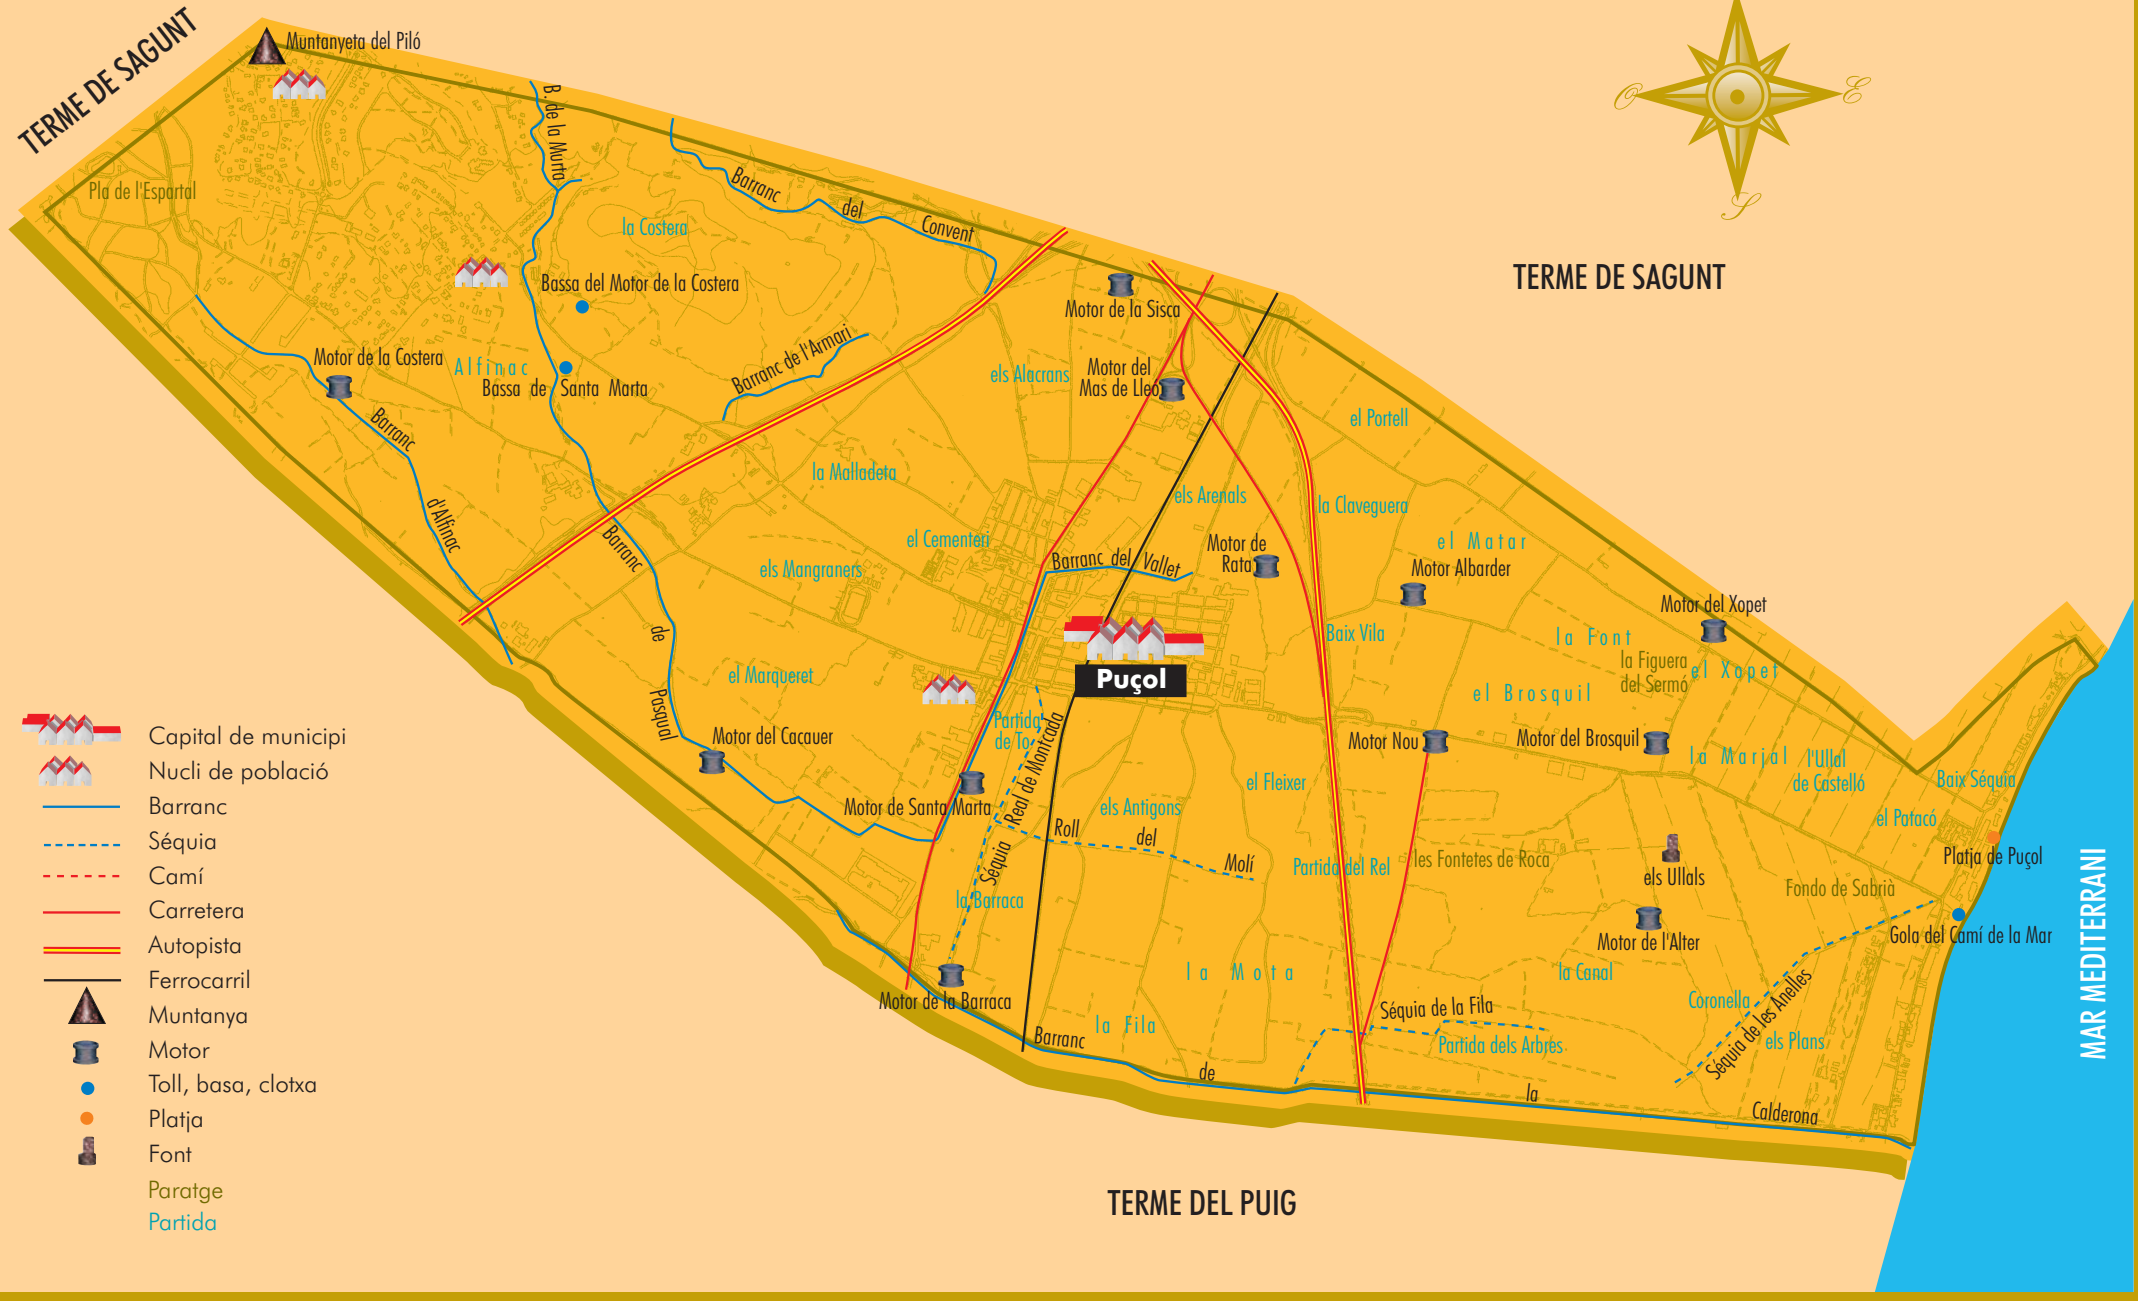 TERME DE SAGUNT
Muntanyeta del Piló
O
E
S
B. de la Murta
Pla de l'Espartal
Barranc del Convent
la Costera
TERME DE SAGUNT
Bassa del Motor de la Costera
Motor de la Sisca
Motor de la Costera
Alfinac
Bassa de Santa Marta
Barranc de l'Armari
els Alacrans
Motor del
Mas de Lleó
el Portell
Barranc d'Alfinac
la Malladeta
els Arenals
la Claveguera
el Cementeri
Barranc de Pasqual
els Mangraners
Barranc del Vallet
Motor de
Rata
el Matar
Motor Albarder
Motor del Xopet
Baix Vila
la Font
la Figuera
del Sermó
el Xopet
el Marqueret
Puçol
el Brosquil
Partida
de To
Motor del Cacauer
Motor Nou
Motor del Brosquil
la Marjal
l'Ullal
de Castelló
Baix Séquia
Séquia Real de Montcada
el Fleixer
Motor de Santa Marta
els Antigons
el Patacó
Roll del Molí
Partida del Rel
les Fontetes de Roca
Platja de Puçol
els Ullals
Fondo de Sabrià
la Barraca
Gola del Camí de la Mar
Motor de l'Alter
MAR MEDITERRANI
la Mota
la Canal
Motor de la Barraca
Coronella
Séquia de la Fila
Séquia de les Anelles
la Fila
Partida dels Arbres
els Plans
Barranc de la Calderona
TERME DEL PUIG
Capital de municipi
Nucli de població
Barranc
Séquia
Camí
Carretera
Autopista
Ferrocarril
Muntanya
Motor
Toll, basa, clotxa
Platja
Font
Paratge
Partida